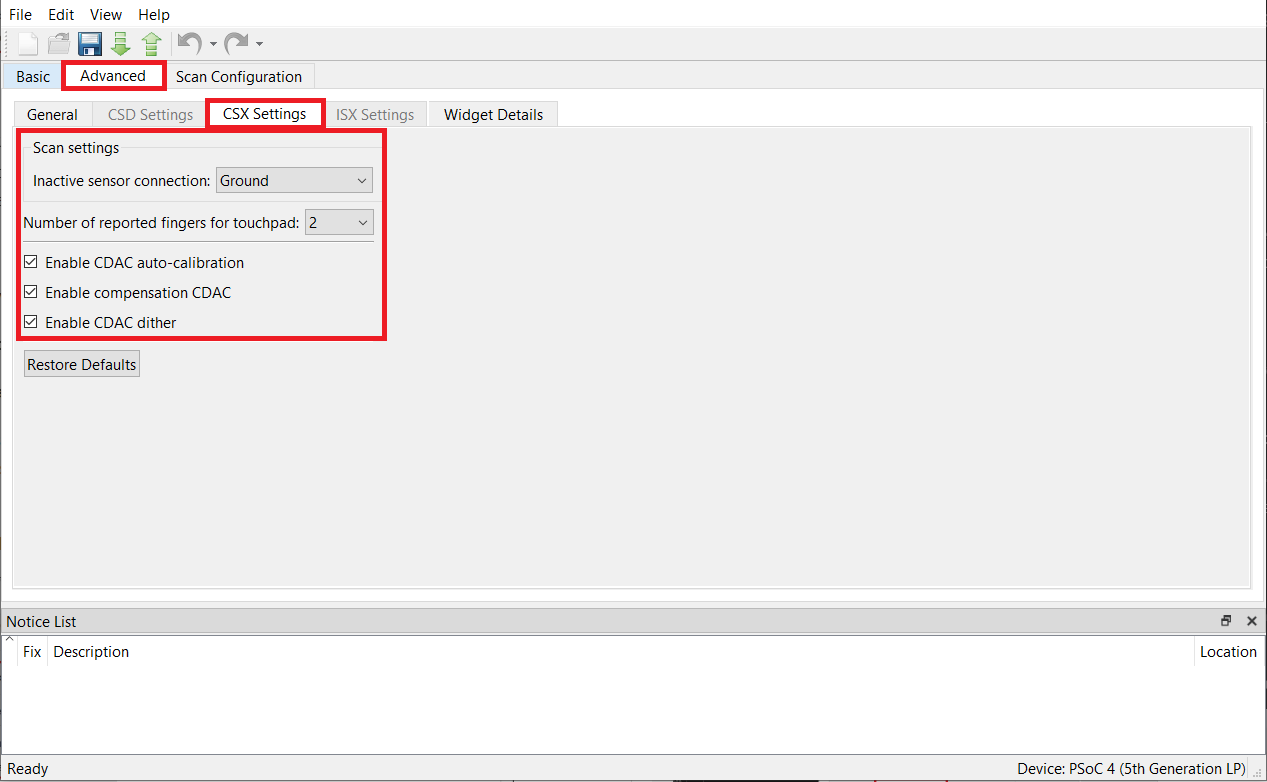 File Edit View Help
Basic Advanced Scan Configuration
General CSD Settings CSX Settings ISX Settings Widget Details
Scan settings
Inactive sensor connection: Ground
Number of reported fingers for touchpad: 2
Enable CDAC auto-calibration
Enable compensation CDAC
Enable CDAC dither
Restore Defaults
Notice List
Fix Description Location
Ready Device: PSoC 4 (5th Generation LP)